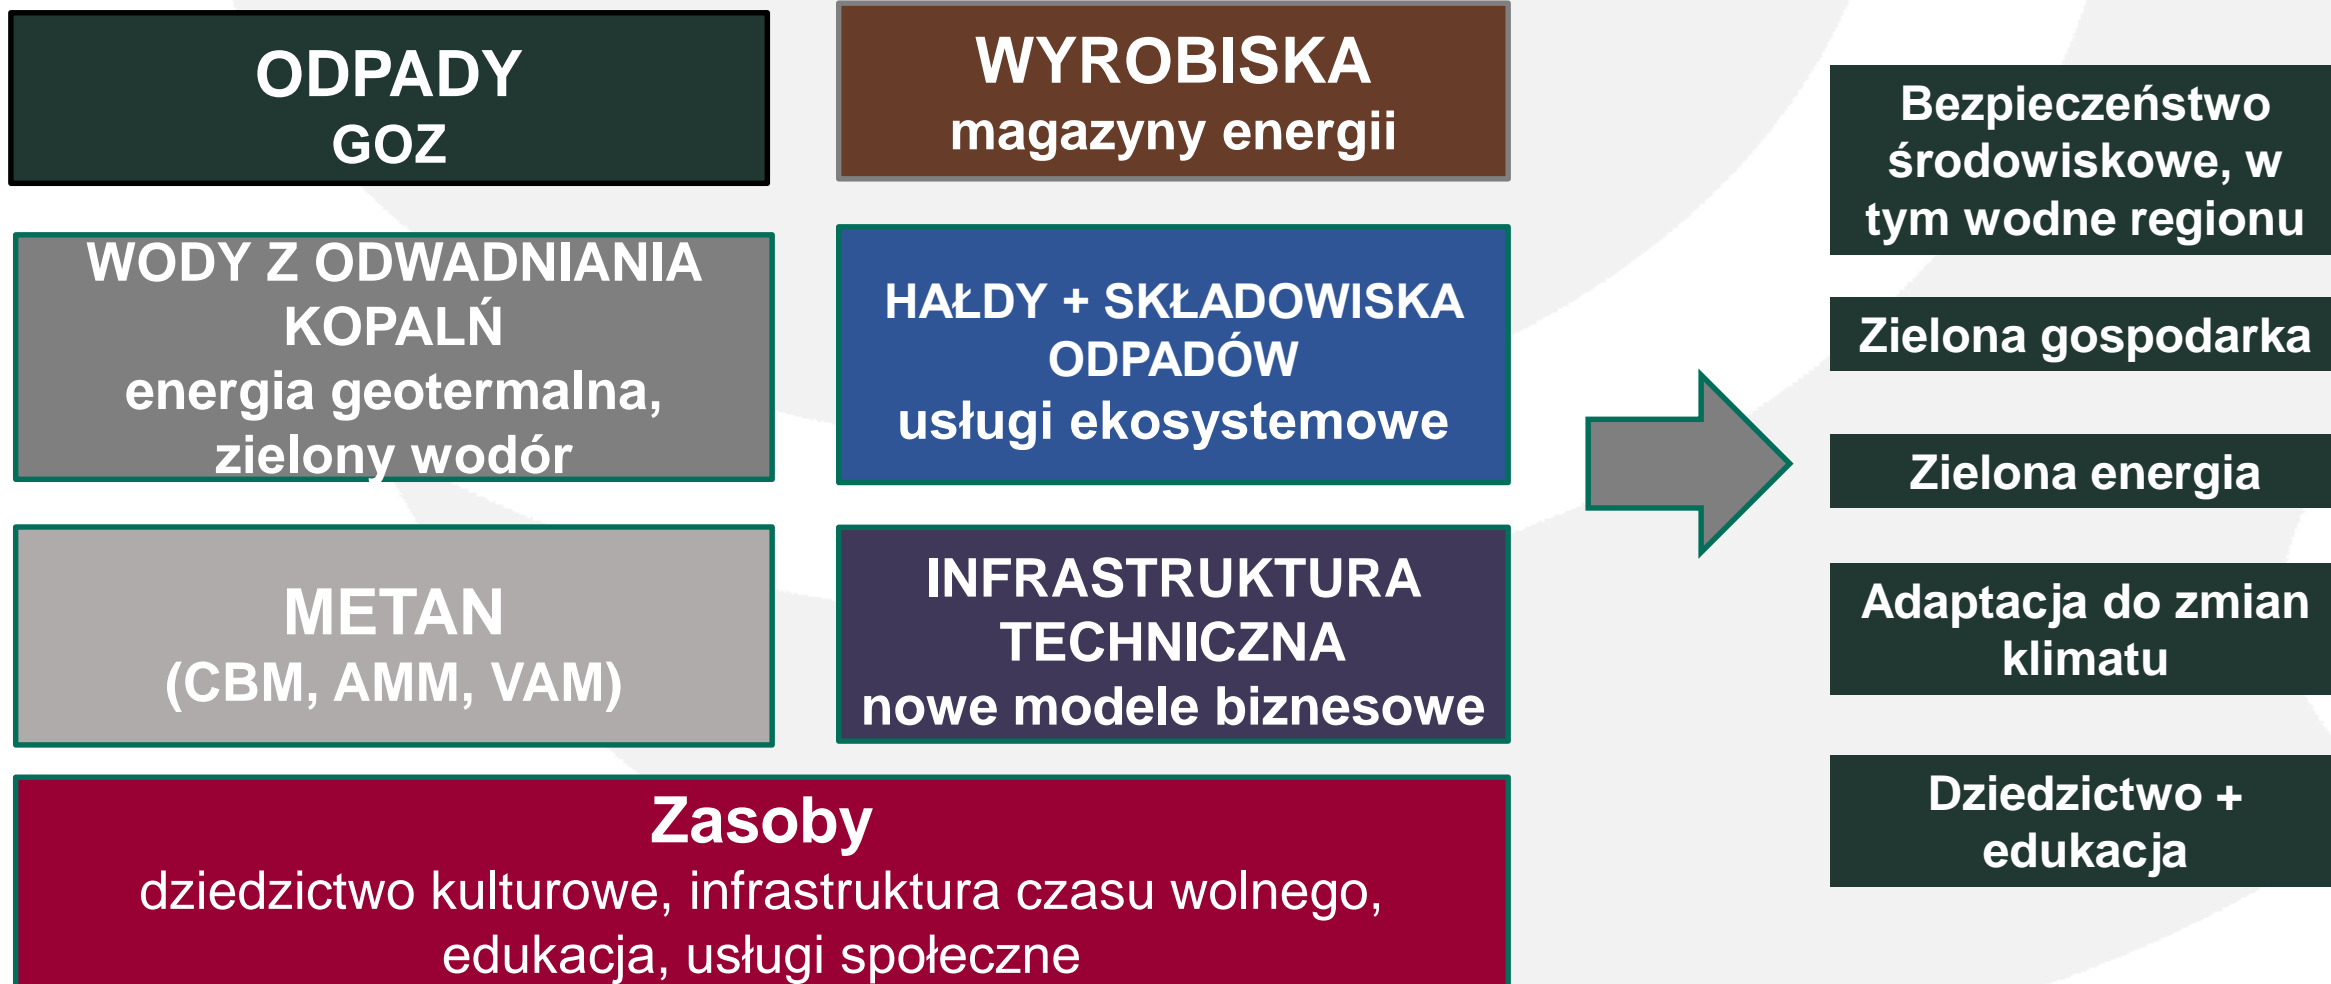 ODPADY
GOZ
WYROBISKA
magazyny energii
WODY Z ODWADNIANIA
KOPALŃ
energia geotermalna,
zielony wodór
HAŁDY + SKŁADOWISKA
ODPADÓW
usługi ekosystemowe
METAN
(CBM, AMM, VAM)
INFRASTRUKTURA
TECHNICZNA
nowe modele biznesowe
Zasoby
dziedzictwo kulturowe, infrastruktura czasu wolnego,
edukacja, usługi społeczne
Bezpieczeństwo
środowiskowe, w
tym wodne regionu
Zielona gospodarka
Zielona energia
Adaptacja do zmian
klimatu
Dziedzictwo +
edukacja